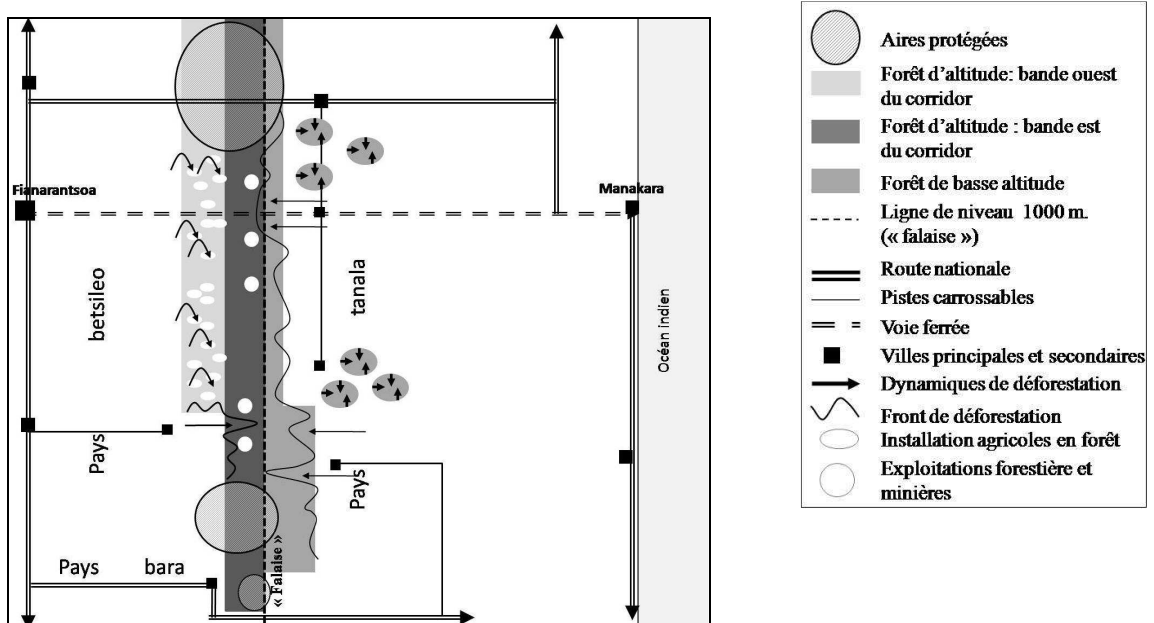 Fianarantsoa
Manakara
betsileo
tanala
Océan indien
Pays
Pays
Pays bara
« Falaise »
Aires protégées
Forêt d’altitude: bande ouest
du corridor
Forêt d’altitude : bande est
du corridor
Forêt de basse altitude
Ligne de niveau 1000 m.
(« falaise »)
Route nationale
Pistes carrossables
Voie ferrée
Villes principales et secondaires
Dynamiques de déforestation
Front de déforestation
Installation agricoles en forêt
Exploitations forestière et
minières